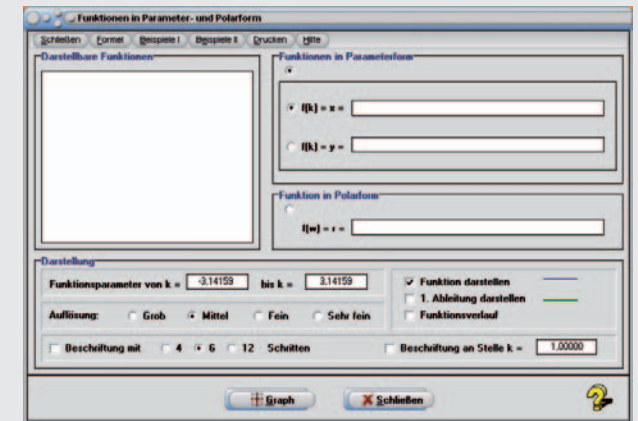 Funktionen in Parameter- und Polarform
Schließen Formel Beispiele I Beispiele II Drucken Hilfe
Darstellbare Funktionen
Funktionen in Parameterform
f(k) = x =
f(k) = y =
Funktion in Polarform
f(w) = r =
Darstellung
Funktionsparameter von k = -3,14159 bis k = 3,14159
Funktion darstellen
1. Ableitung darstellen
Auflösung: Grob Mittel Fein Sehr fein
Funktionsverlauf
Beschriftung mit 4 6 12 Schritten Beschriftung an Stelle k = 1,00000
Graph Schließen